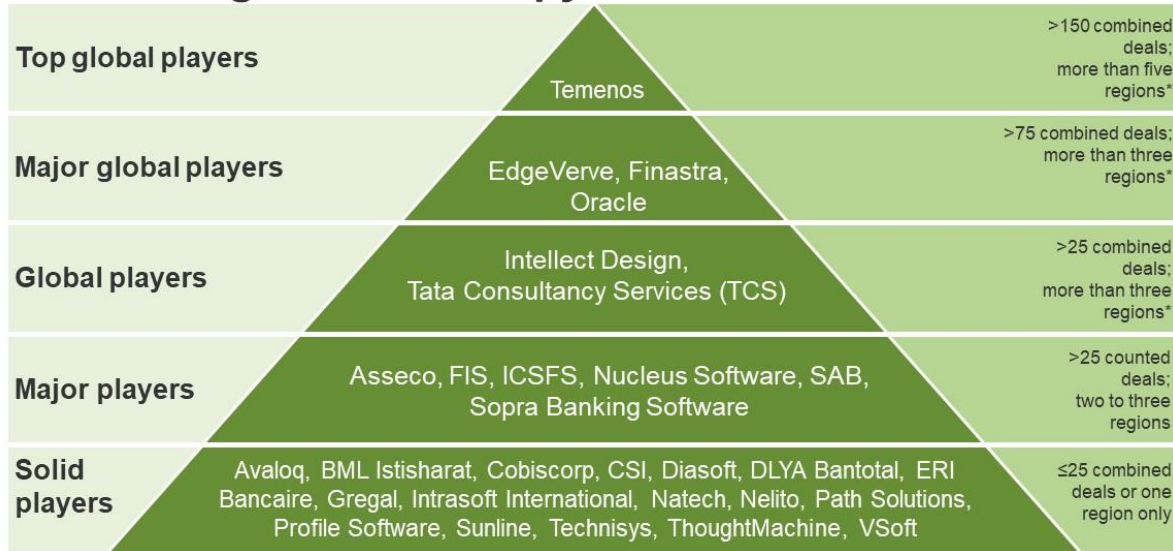 Top global players
Temenos
>150 combined
deals;
more than five
regions*
Major global players
EdgeVerve, Finastra,
Oracle
>75 combined deals;
more than three
regions*
Global players
Intellect Design,
Tata Consultancy Services (TCS)
>25 combined
deals;
more than three
regions*
Major players
Asseco, FIS, ICSFS, Nucleus Software, SAB,
Sopra Banking Software
>25 counted
deals;
two to three
regions
Solid
players
Avaloq, BML Istisharat, Cobiscorp, CSI, Diasoft, DLYA Bantotal, ERI
Bancaire, Gregal, Intrasoft International, Natech, Nelito, Path Solutions,
Profile Software, Sunline, Technisys, ThoughtMachine, VSoft
≤25 combined
deals or one
region only